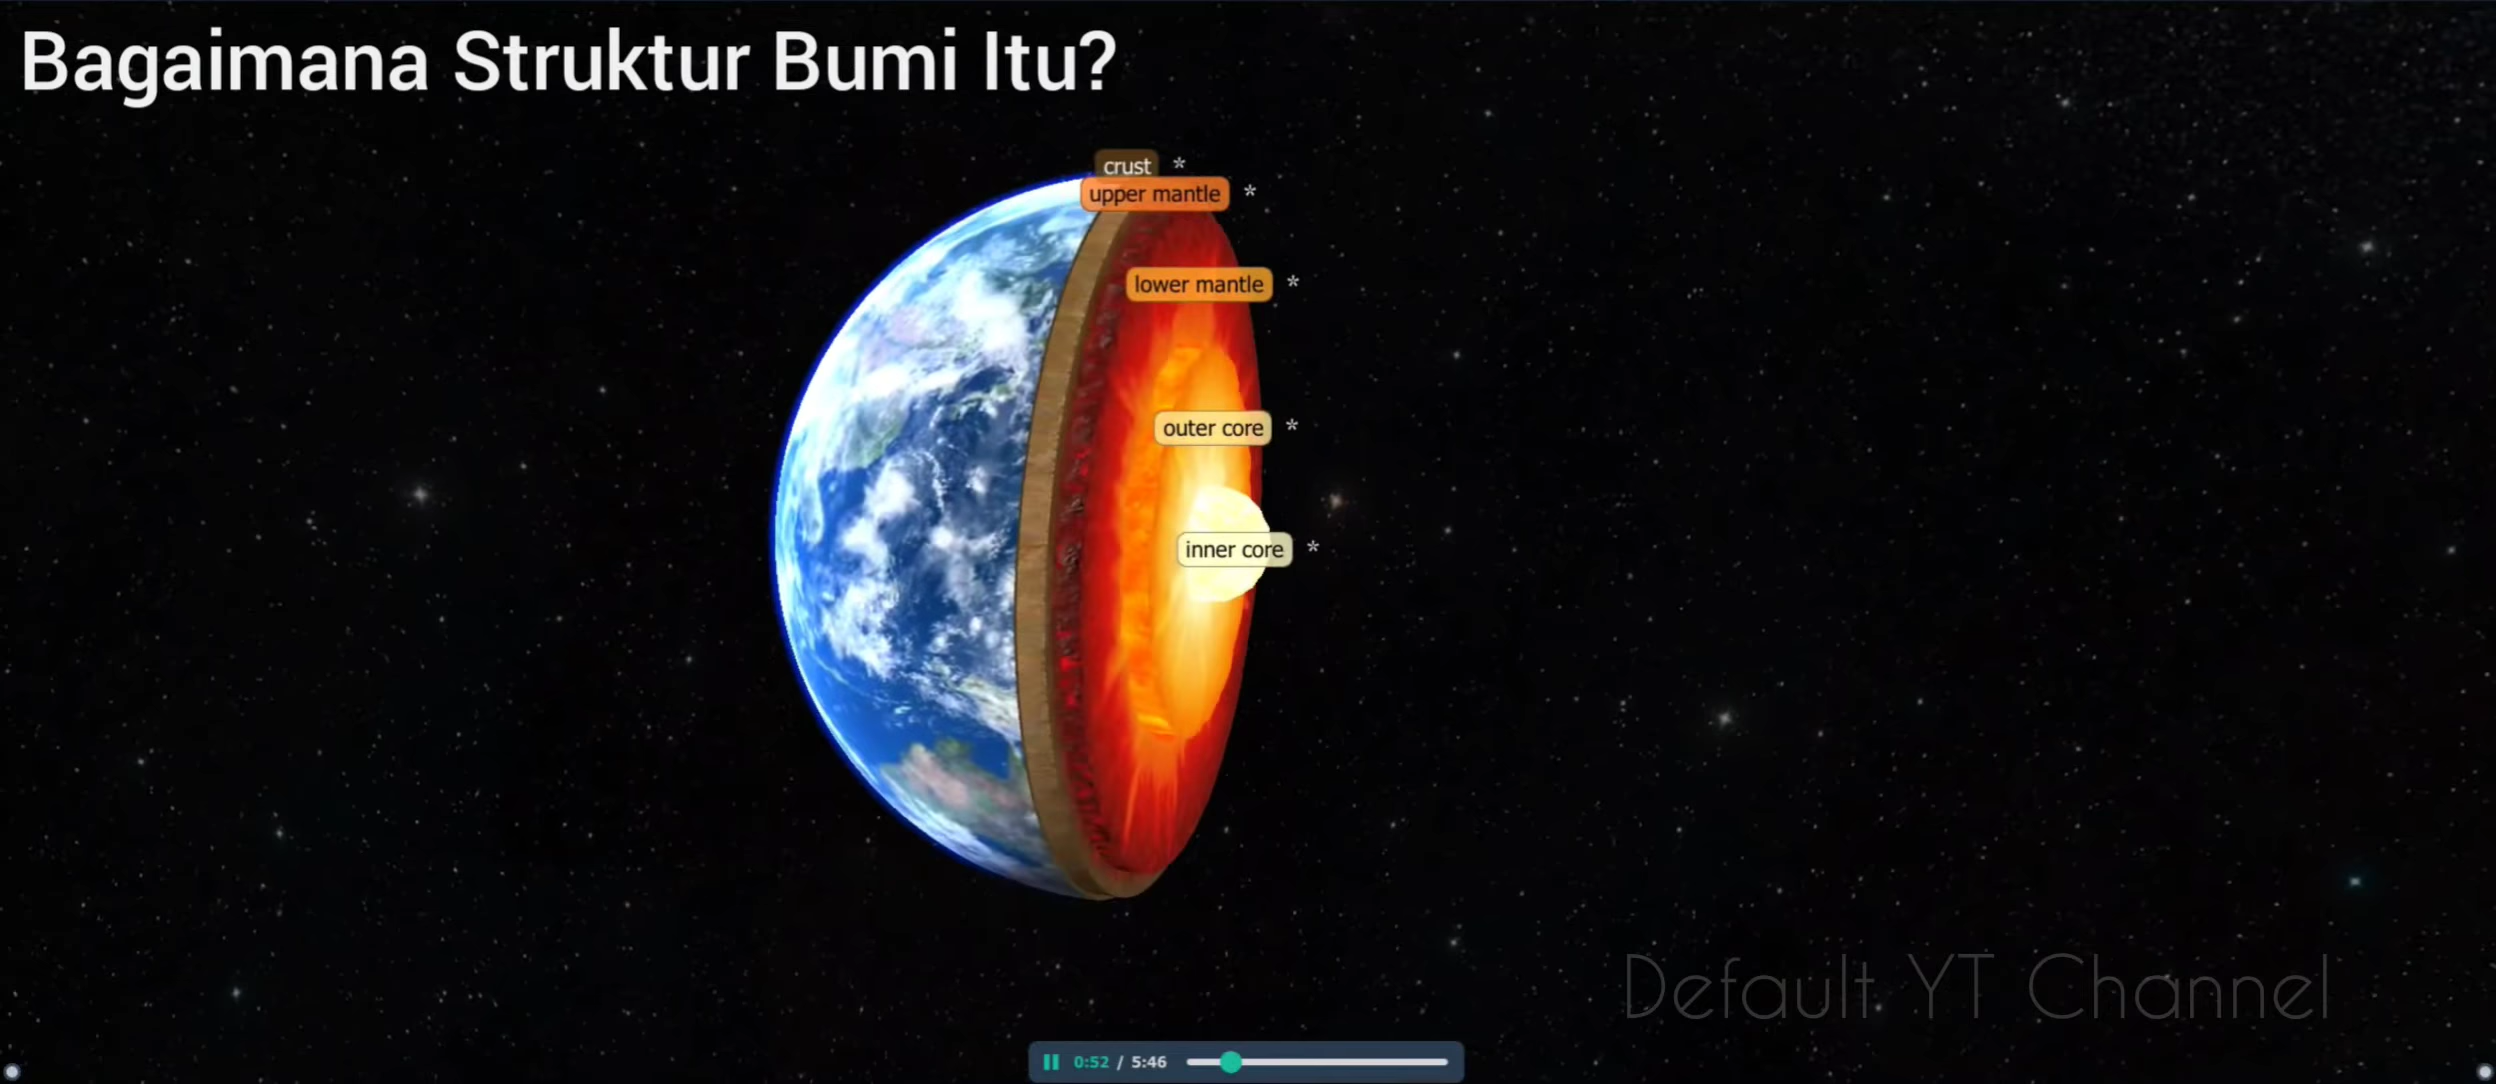 Bagaimana Struktur Bumi Itu?
crust *
upper mantle *
lower mantle *
outer core *
inner core *
Default YT Channel
0:52 / 5:46